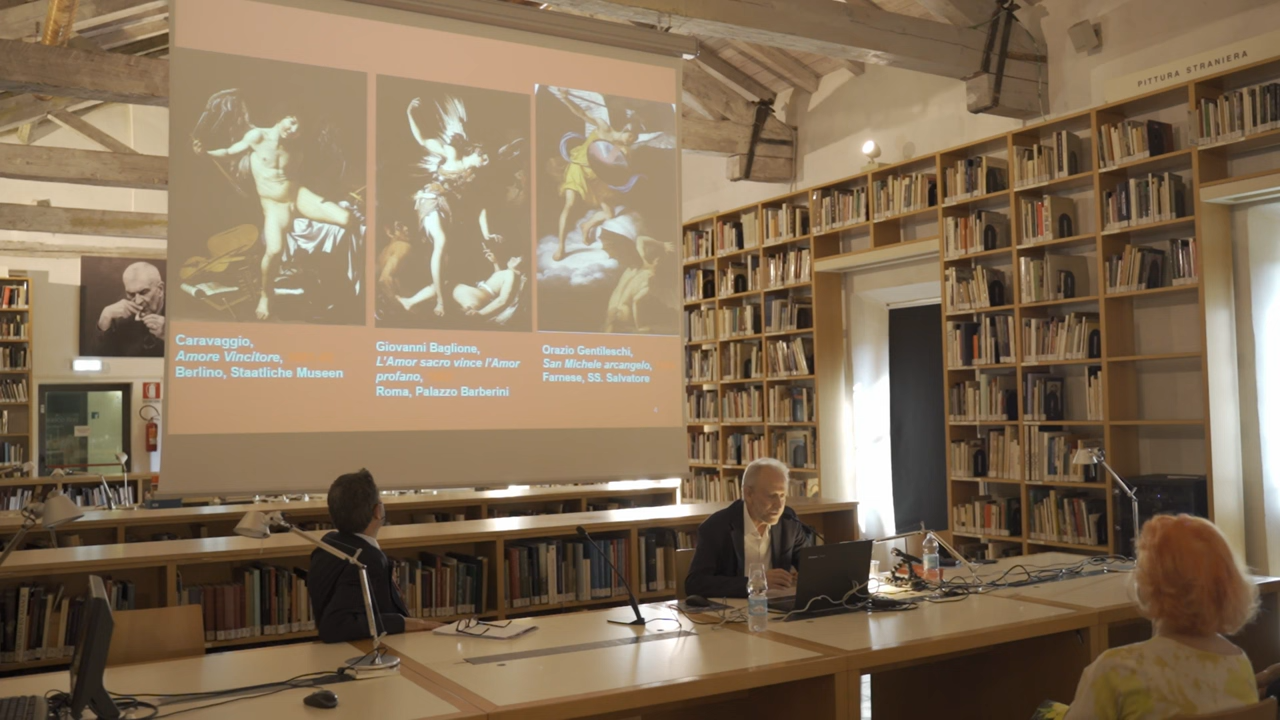 PITTURA STRANIERA
Caravaggio,
Amore Vincitore,
Berlino, Staatliche Museen
Giovanni Baglione,
L'Amor sacro vince l'Amor
profano,
Roma, Palazzo Barberini
Orazio Gentileschi,
San Michele arcangelo,
Farnese, SS. Salvatore